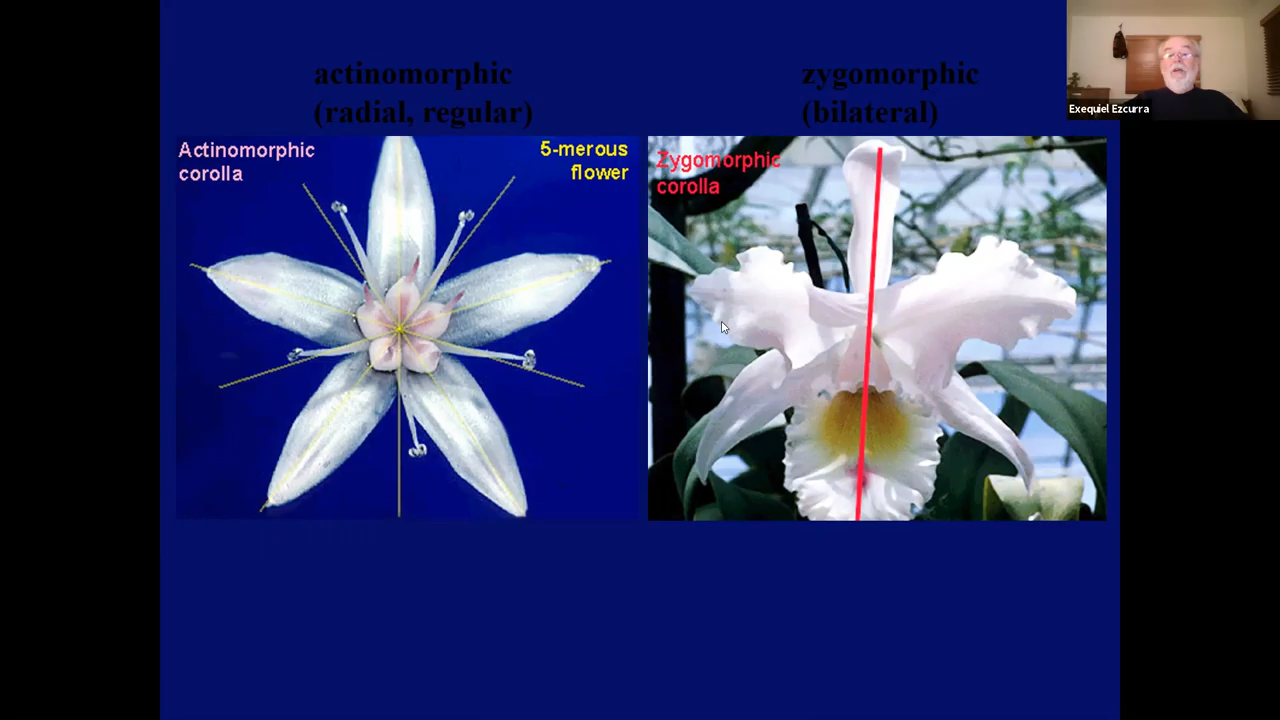 actinomorphic
(radial, regular)
zygomorphic
(bilateral)
Actinomorphic
corolla
5-merous
flower
Zygomorphic
corolla
Exequiel Ezcurra